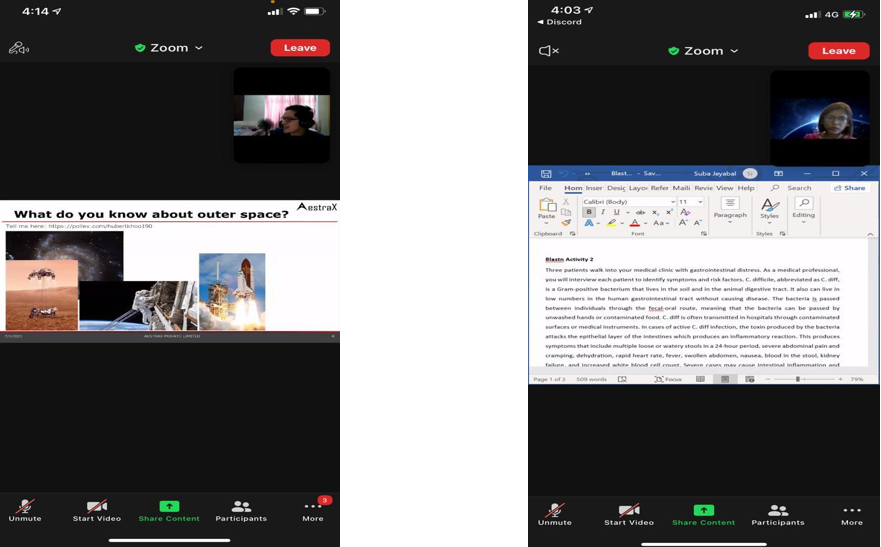 4:14
Zoom
Leave
AestraX
What do you know about outer space?
Tell me here: https://pollev.com/hubertkhoo190
AESTRAX PRIVATE LIMITED
3
Unmute
Start Video
Share Content
Participants
More
4:03
4G
Discord
Zoom
Leave
Blast... - Sav...
Suba Jeyabal
SJ
File Hom Inser Desig Layo Refer Maili Revie View Help Search Share
Calibri (Body) 11
Paste
B I U ab x₂ x²
A A Aa A A
Paragraph
Styles
Editing
Clipboard
Font
Styles
Blastn Activity 2
Three patients walk into your medical clinic with gastrointestinal distress. As a medical professional,
you will interview each patient to identify symptoms and risk factors. C. difficile, abbreviated as C. diff,
is a Gram-positive bacterium that lives in the soil and in the animal digestive tract. It also can live in
low numbers in the human gastrointestinal tract without causing disease. The bacteria is passed
between individuals through the fecal-oral route, meaning that the bacteria can be passed by
unwashed hands or contaminated food. C. diff is often transmitted in hospitals through contaminated
surfaces or medical instruments. In cases of active C. diff infection, the toxin produced by the bacteria
attacks the epithelial layer of the intestines which produces an inflammatory reaction. This produces
symptoms that include multiple loose or watery stools in a 24-hour period, severe abdominal pain and
cramping, dehydration, rapid heart rate, fever, swollen abdomen, nausea, blood in the stool, kidney
failure, and increased white blood cell count. Severe cases may cause intestinal inflammation and
Page 1 of 3 509 words Focus 79%
Unmute
Start Video
Share Content
Participants
More